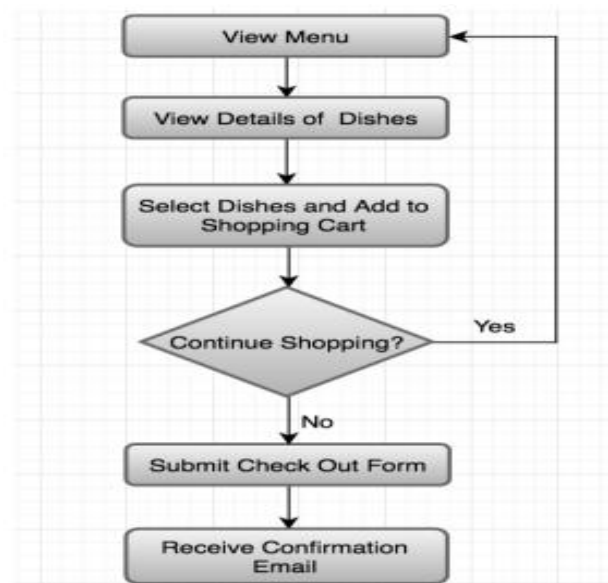 View Menu
View Details of Dishes
Select Dishes and Add to
Shopping Cart
Continue Shopping?
Yes
No
Submit Check Out Form
Receive Confirmation
Email